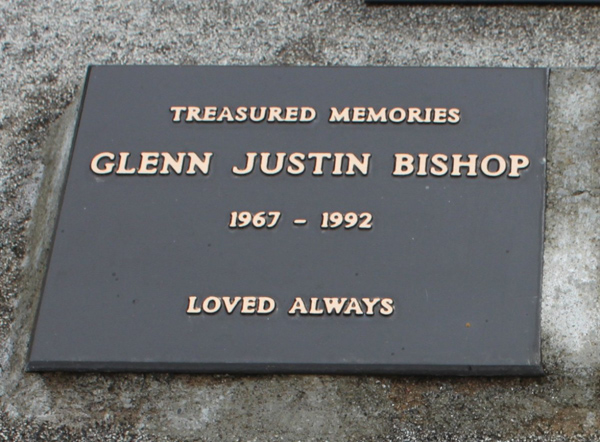 TREASURED MEMORIES
GLENN JUSTIN BISHOP
1967 - 1992
LOVED ALWAYS